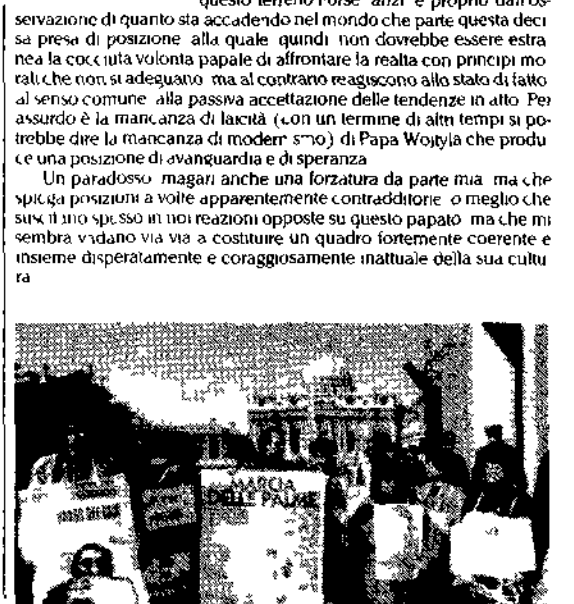 questo terreno Forse anzi è proprio dall'os-
servazione di quanto sta accadendo nel mondo che parte questa deci
sa presa di posizione alla quale quindi non dovrebbe essere estra
nea la cocciuta volonta papale di affrontare la realta con principi mo
rali che non si adeguano ma al contrario reagiscono allo stato di fatto
al senso comune alla passiva accettazione delle tendenze in atto Per
assurdo è la mancanza di laicità (con un termine di altri tempi si po-
trebbe dire la mancanza di modernismo) di Papa Wojtyla che produ
ce una posizione di avanguardia e di speranza
Un paradosso magari anche una forzatura da parte mia ma che
spiega posizioni a volte apparentemente contradditorie o meglio che
suscitano spesso in noi reazioni opposte su questo papato ma che mi
sembra vadano via via a costituire un quadro fortemente coerente e
insieme disperatamente e coraggiosamente inattuale della sua cultu
ra
MARCIA
DELLE PALME